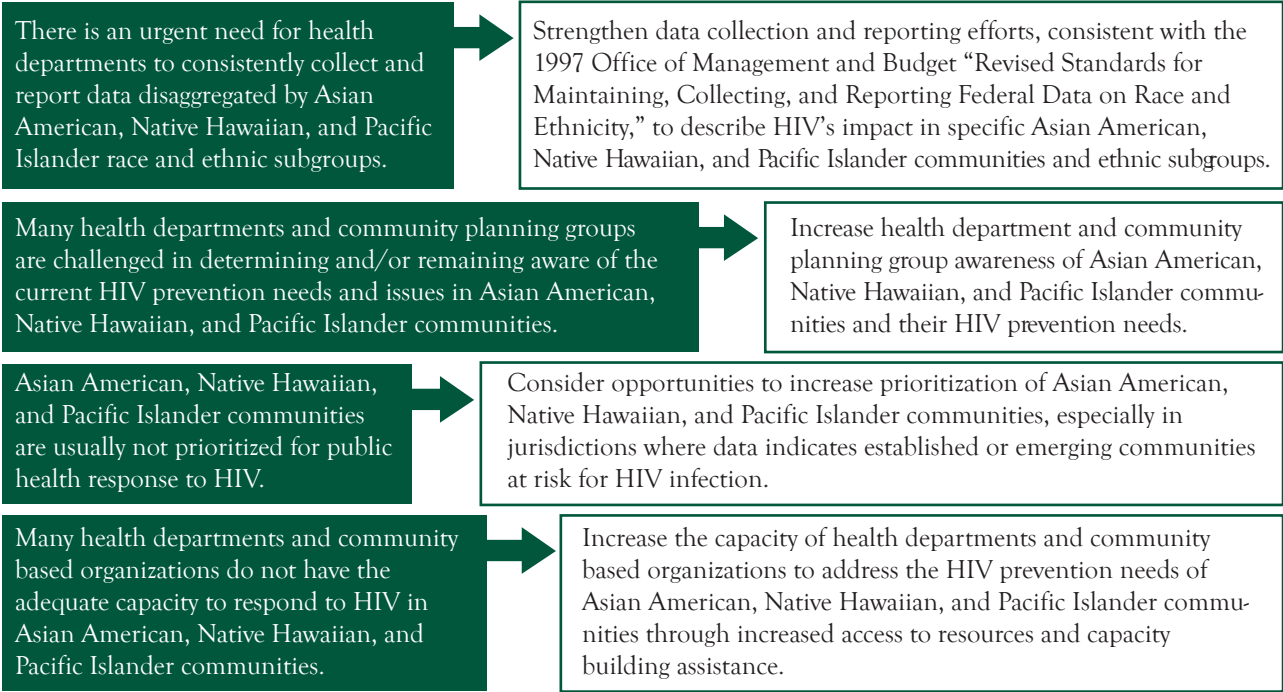 There is an urgent need for health
departments to consistently collect and
report data disaggregated by Asian
American, Native Hawaiian, and Pacific
Islander race and ethnic subgroups.
Strengthen data collection and reporting efforts, consistent with the
1997 Office of Management and Budget “Revised Standards for
Maintaining, Collecting, and Reporting Federal Data on Race and
Ethnicity,” to describe HIV’s impact in specific Asian American,
Native Hawaiian, and Pacific Islander communities and ethnic subgroups.
Many health departments and community planning groups
are challenged in determining and/or remaining aware of the
current HIV prevention needs and issues in Asian American,
Native Hawaiian, and Pacific Islander communities.
Increase health department and community
planning group awareness of Asian American,
Native Hawaiian, and Pacific Islander commu-
nities and their HIV prevention needs.
Asian American, Native Hawaiian,
and Pacific Islander communities
are usually not prioritized for public
health response to HIV.
Consider opportunities to increase prioritization of Asian American,
Native Hawaiian, and Pacific Islander communities, especially in
jurisdictions where data indicates established or emerging communities
at risk for HIV infection.
Many health departments and community
based organizations do not have the
adequate capacity to respond to HIV in
Asian American, Native Hawaiian, and
Pacific Islander communities.
Increase the capacity of health departments and community
based organizations to address the HIV prevention needs of
Asian American, Native Hawaiian, and Pacific Islander commu-
nities through increased access to resources and capacity
building assistance.